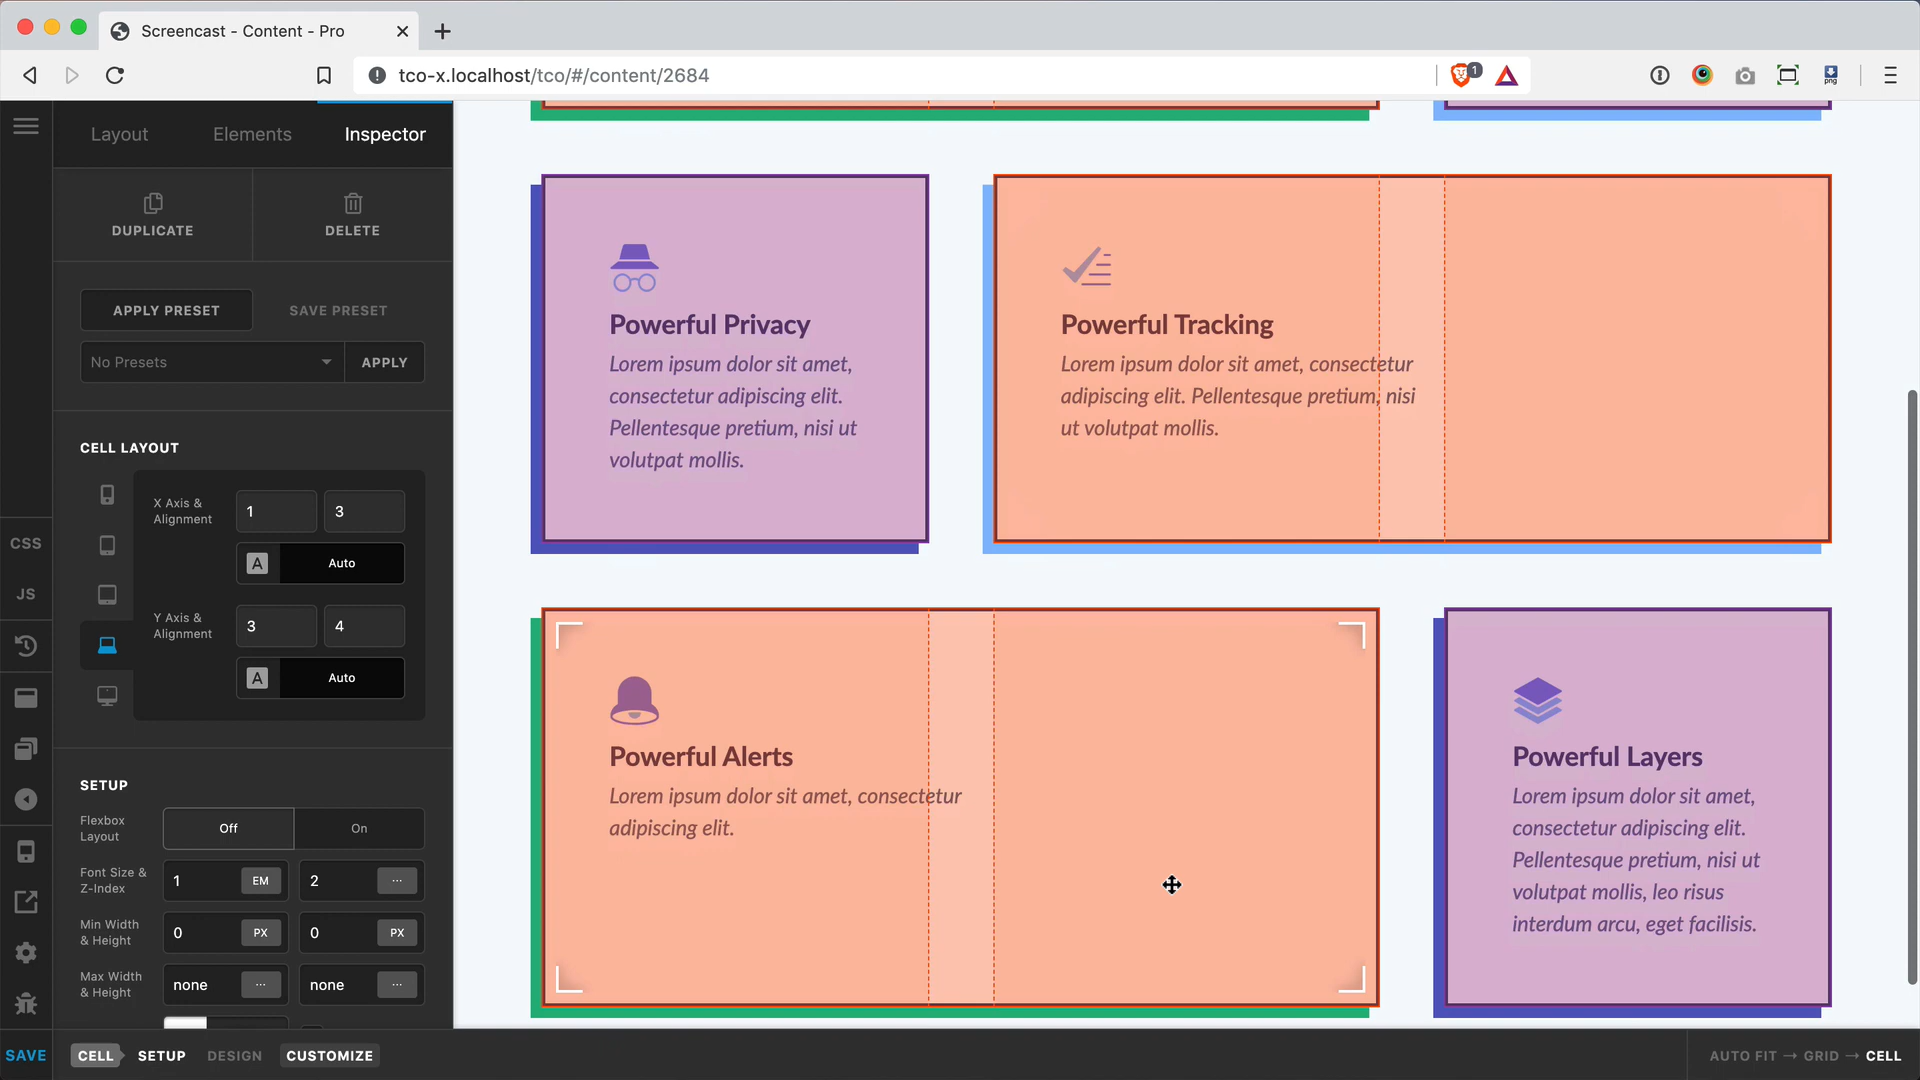 Screencast - Content - Pro
tco-x.localhost/tco/#/content/2684
1
png
Layout
Elements
Inspector
DUPLICATE
DELETE
APPLY PRESET
SAVE PRESET
No Presets
APPLY
CELL LAYOUT
X Axis &
Alignment
1
3
A
Auto
Y Axis &
Alignment
3
4
A
Auto
CSS
JS
SETUP
Flexbox
Layout
Off
On
Font Size &
Z-Index
1
EM
2
...
Min Width
& Height
0
PX
0
PX
Max Width
& Height
none
...
none
...
SAVE
CELL
SETUP
DESIGN
CUSTOMIZE
Powerful Privacy
Lorem ipsum dolor sit amet,
consectetur adipiscing elit.
Pellentesque pretium, nisi ut
volutpat mollis.
Powerful Tracking
Lorem ipsum dolor sit amet, consectetur
adipiscing elit. Pellentesque pretium, nisi
ut volutpat mollis.
Powerful Alerts
Lorem ipsum dolor sit amet, consectetur
adipiscing elit.
Powerful Layers
Lorem ipsum dolor sit amet,
consectetur adipiscing elit.
Pellentesque pretium, nisi ut
volutpat mollis, leo risus
interdum arcu, eget facilisis.
AUTO FIT → GRID → CELL